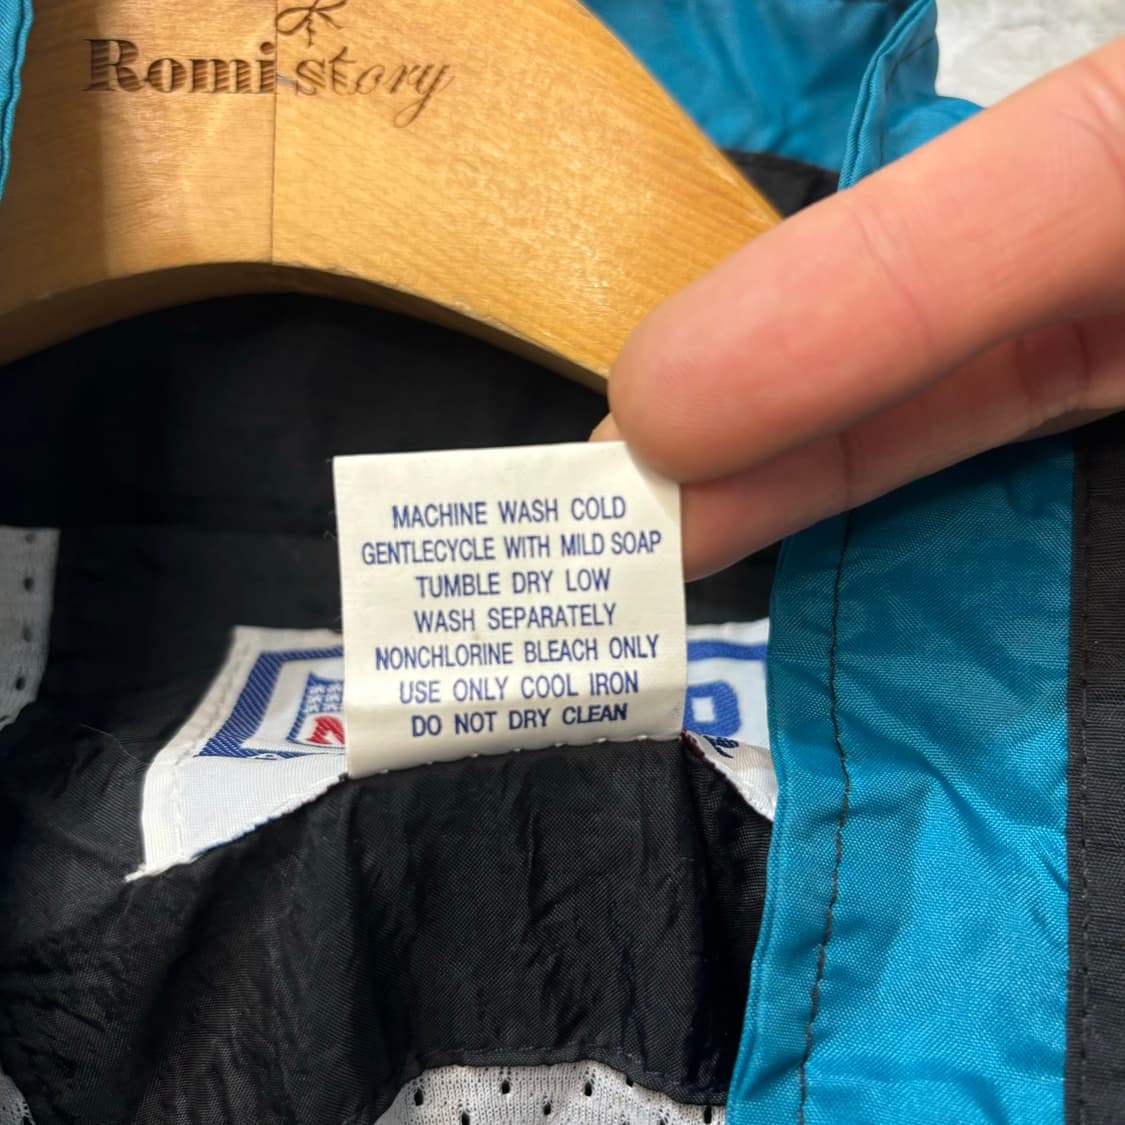 Romi story
MACHINE WASH COLD
GENTLECYCLE WITH MILD SOAP
TUMBLE DRY LOW
WASH SEPARATELY
NONCHLORINE BLEACH ONLY
USE ONLY COOL IRON
DO NOT DRY CLEAN